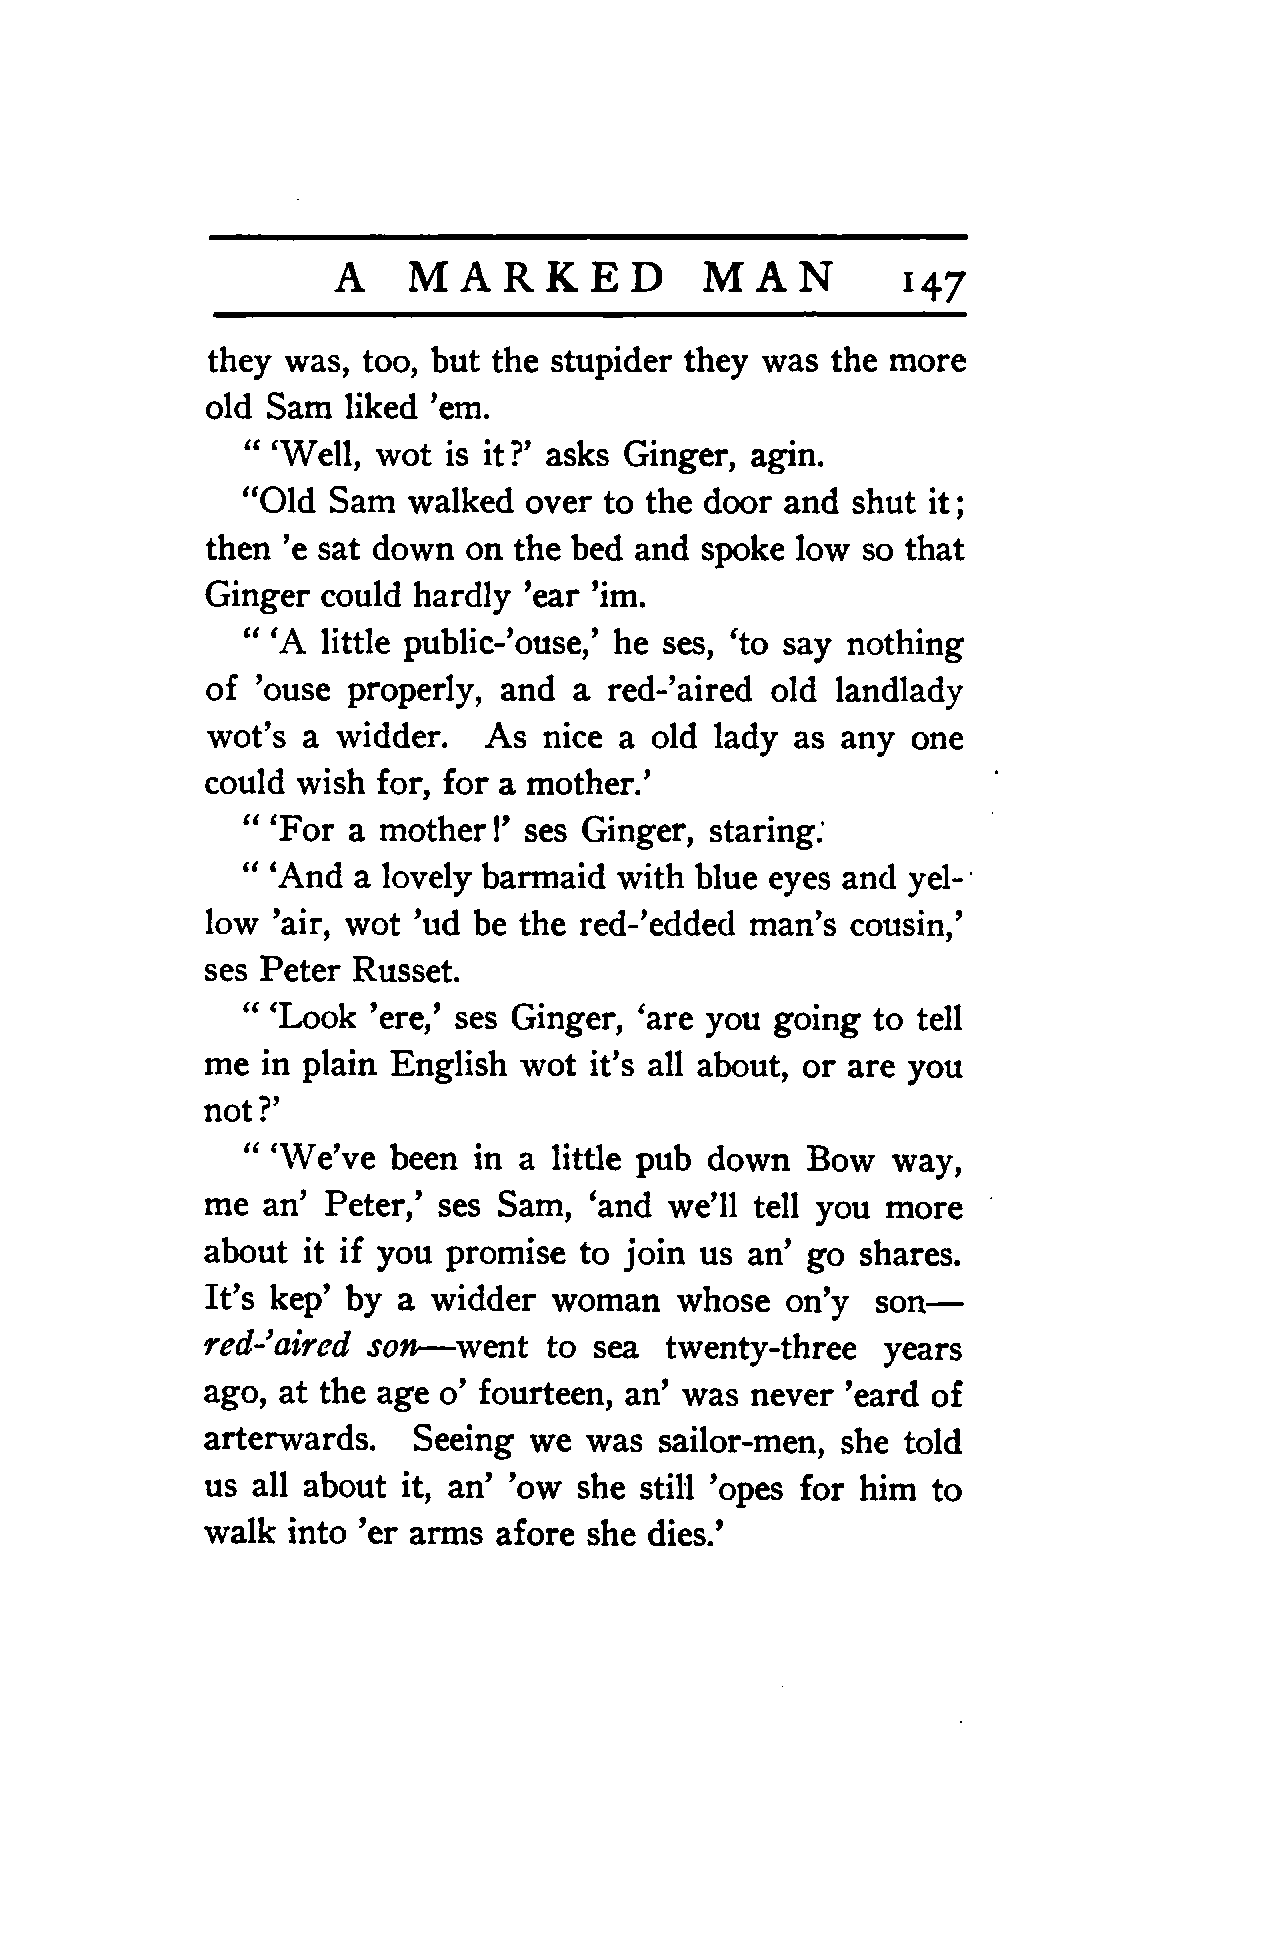 A MARKED MAN 147
they was, too, but the stupider they was the more
old Sam liked ’em.
“ ‘Well, wot is it?’ asks Ginger, agin.
“Old Sam walked over to the door and shut it;
then ’e sat down on the bed and spoke low so that
Ginger could hardly ’ear ’im.
“ ‘A little public-’ouse,’ he ses, ‘to say nothing
of ’ouse properly, and a red-’aired old landlady
wot’s a widder. As nice a old lady as any one
could wish for, for a mother.’
“ ‘For a mother!’ ses Ginger, staring.
“ ‘And a lovely barmaid with blue eyes and yel-
low ’air, wot ’ud be the red-’edded man’s cousin,’
ses Peter Russet.
“ ‘Look ’ere,’ ses Ginger, ‘are you going to tell
me in plain English wot it’s all about, or are you
not?’
“ ‘We’ve been in a little pub down Bow way,
me an’ Peter,’ ses Sam, ‘and we’ll tell you more
about it if you promise to join us an’ go shares.
It’s kep’ by a widder woman whose on’y son—
red-’aired son—went to sea twenty-three years
ago, at the age o’ fourteen, an’ was never ’eard of
arterwards. Seeing we was sailor-men, she told
us all about it, an’ ’ow she still ’opes for him to
walk into ’er arms afore she dies.’